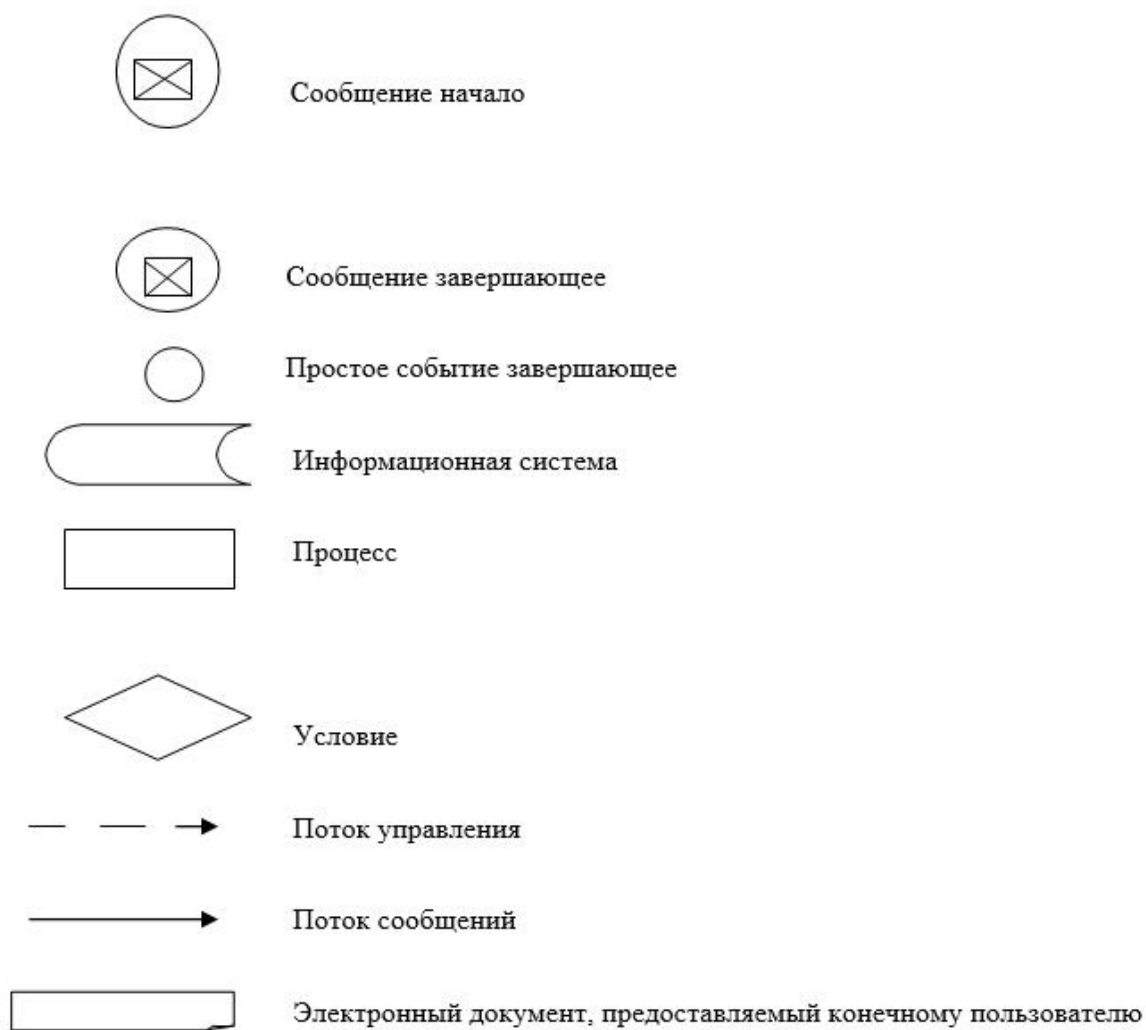 Сообщение начало
Сообщение завершающее
Простое событие завершающее
Информационная система
Процесс
Условие
Поток управления
Поток сообщений
Электронный документ, предоставляемый конечному пользователю